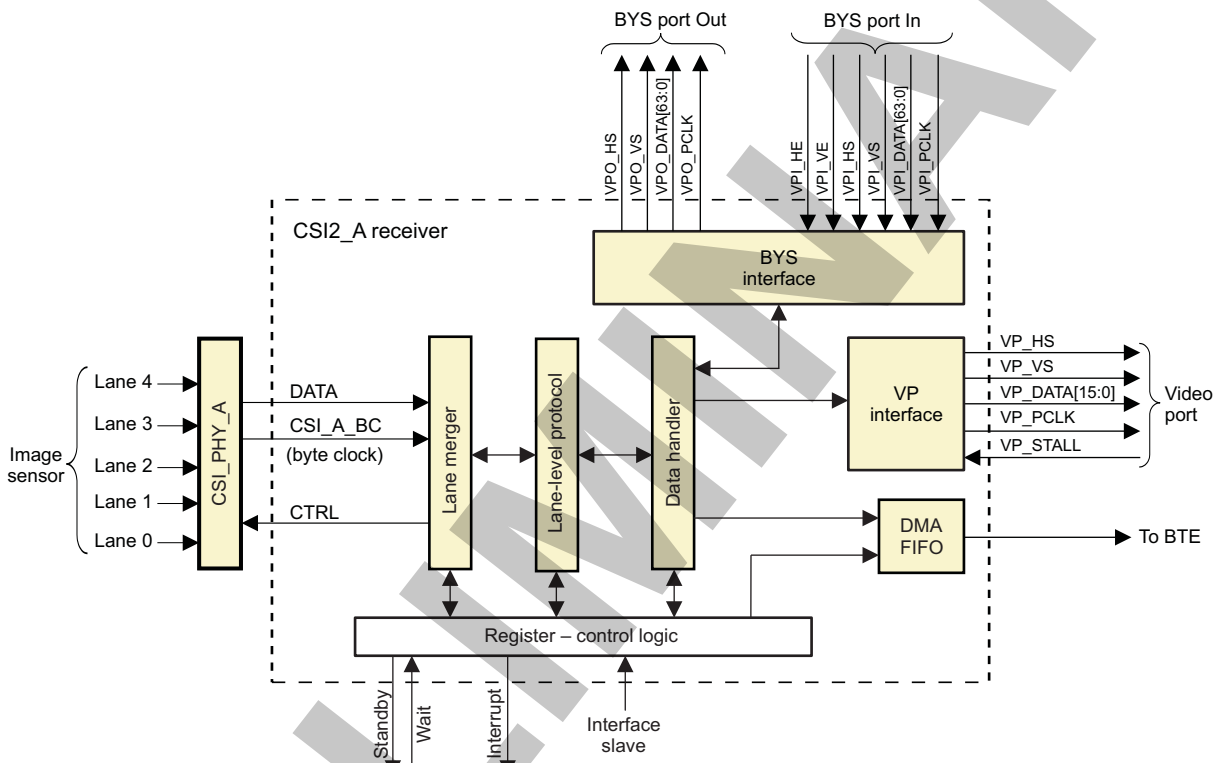 BYS port Out
BYS port In
VPO_HS
VPO_VS
VPO_DATA[63:0]
VPO_PCLK
VPI_HE
VPI_VE
VPI_HS
VPI_VS
VPI_DATA[63:0]
VPI_PCLK
CSI2_A receiver
BYS
interface
Image
sensor
Lane 4
Lane 3
Lane 2
Lane 1
Lane 0
CSI_PHY_A
DATA
CSI_A_BC
(byte clock)
CTRL
Lane merger
Lane-level protocol
Data handler
VP
interface
VP_HS
VP_VS
VP_DATA[15:0]
VP_PCLK
VP_STALL
Video
port
DMA
FIFO
To BTE
Register – control logic
Standby
Wait
Interrupt
Interface
slave